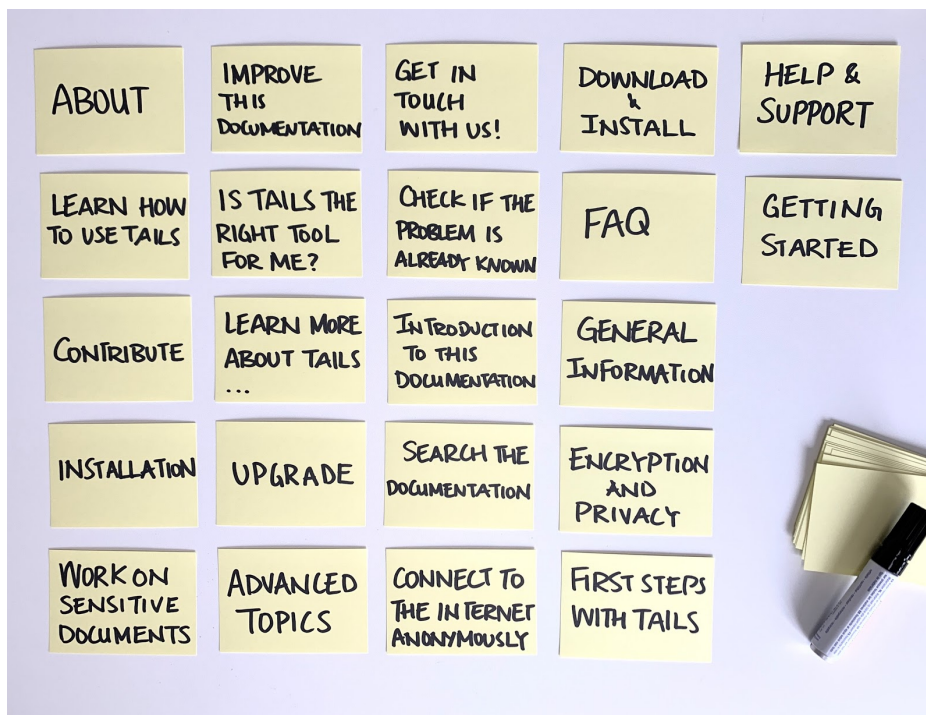 ABOUT
IMPROVE
THIS
DOCUMENTATION
GET IN
TOUCH
WITH US!
DOWNLOAD
&
INSTALL
HELP &
SUPPORT
LEARN HOW
TO USE TAILS
IS TAILS THE
RIGHT TOOL
FOR ME?
CHECK IF THE
PROBLEM IS
ALREADY KNOWN
FAQ
GETTING
STARTED
CONTRIBUTE
LEARN MORE
ABOUT TAILS
...
INTRODUCTION
TO THIS
DOCUMENTATION
GENERAL
INFORMATION
INSTALLATION
UPGRADE
SEARCH THE
DOCUMENTATION
ENCRYPTION
AND
PRIVACY
WORK ON
SENSITIVE
DOCUMENTS
ADVANCED
TOPICS
CONNECT TO
THE INTERNET
ANONYMOUSLY
FIRST STEPS
WITH TAILS